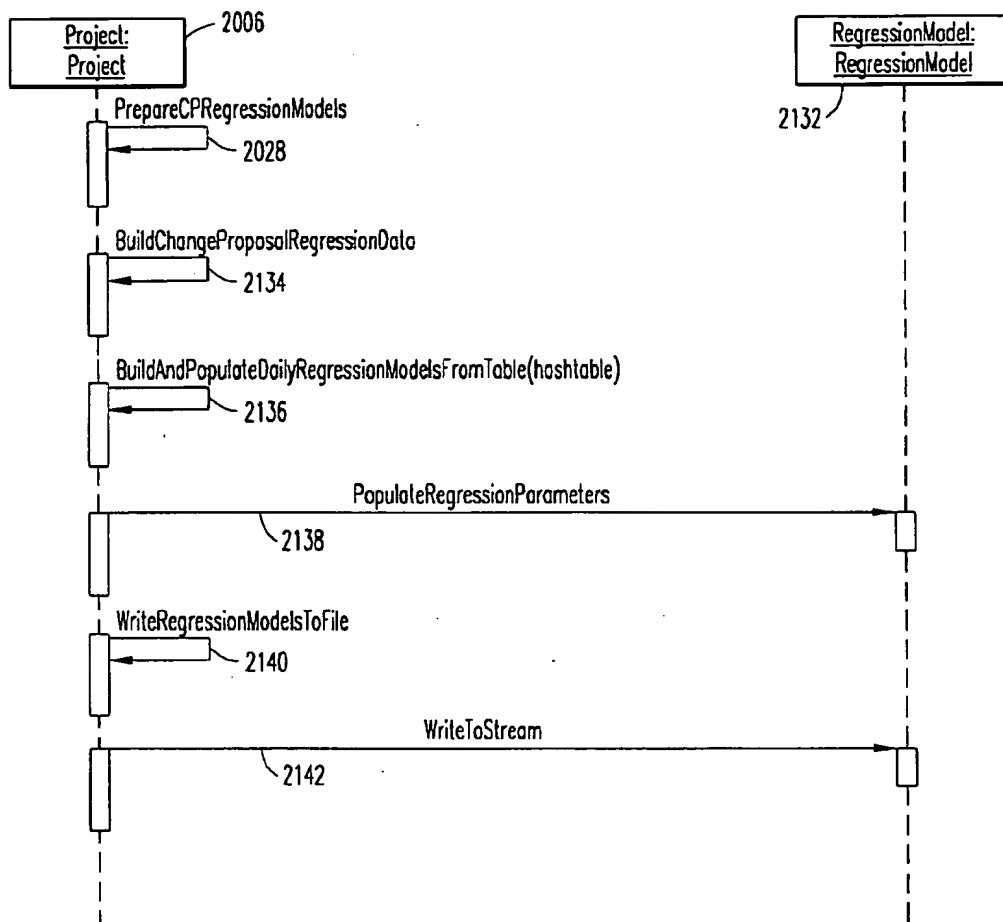 2006
Project:
Project
RegressionModel:
RegressionModel
2132
PrepareCPRegressionModels
2028
BuildChangeProposalRegressionData
2134
BuildAndPopulateDailyRegressionModelsFromTable(hashtable)
2136
PopulateRegressionParameters
2138
WriteRegressionModelsToFile
2140
WriteToStream
2142